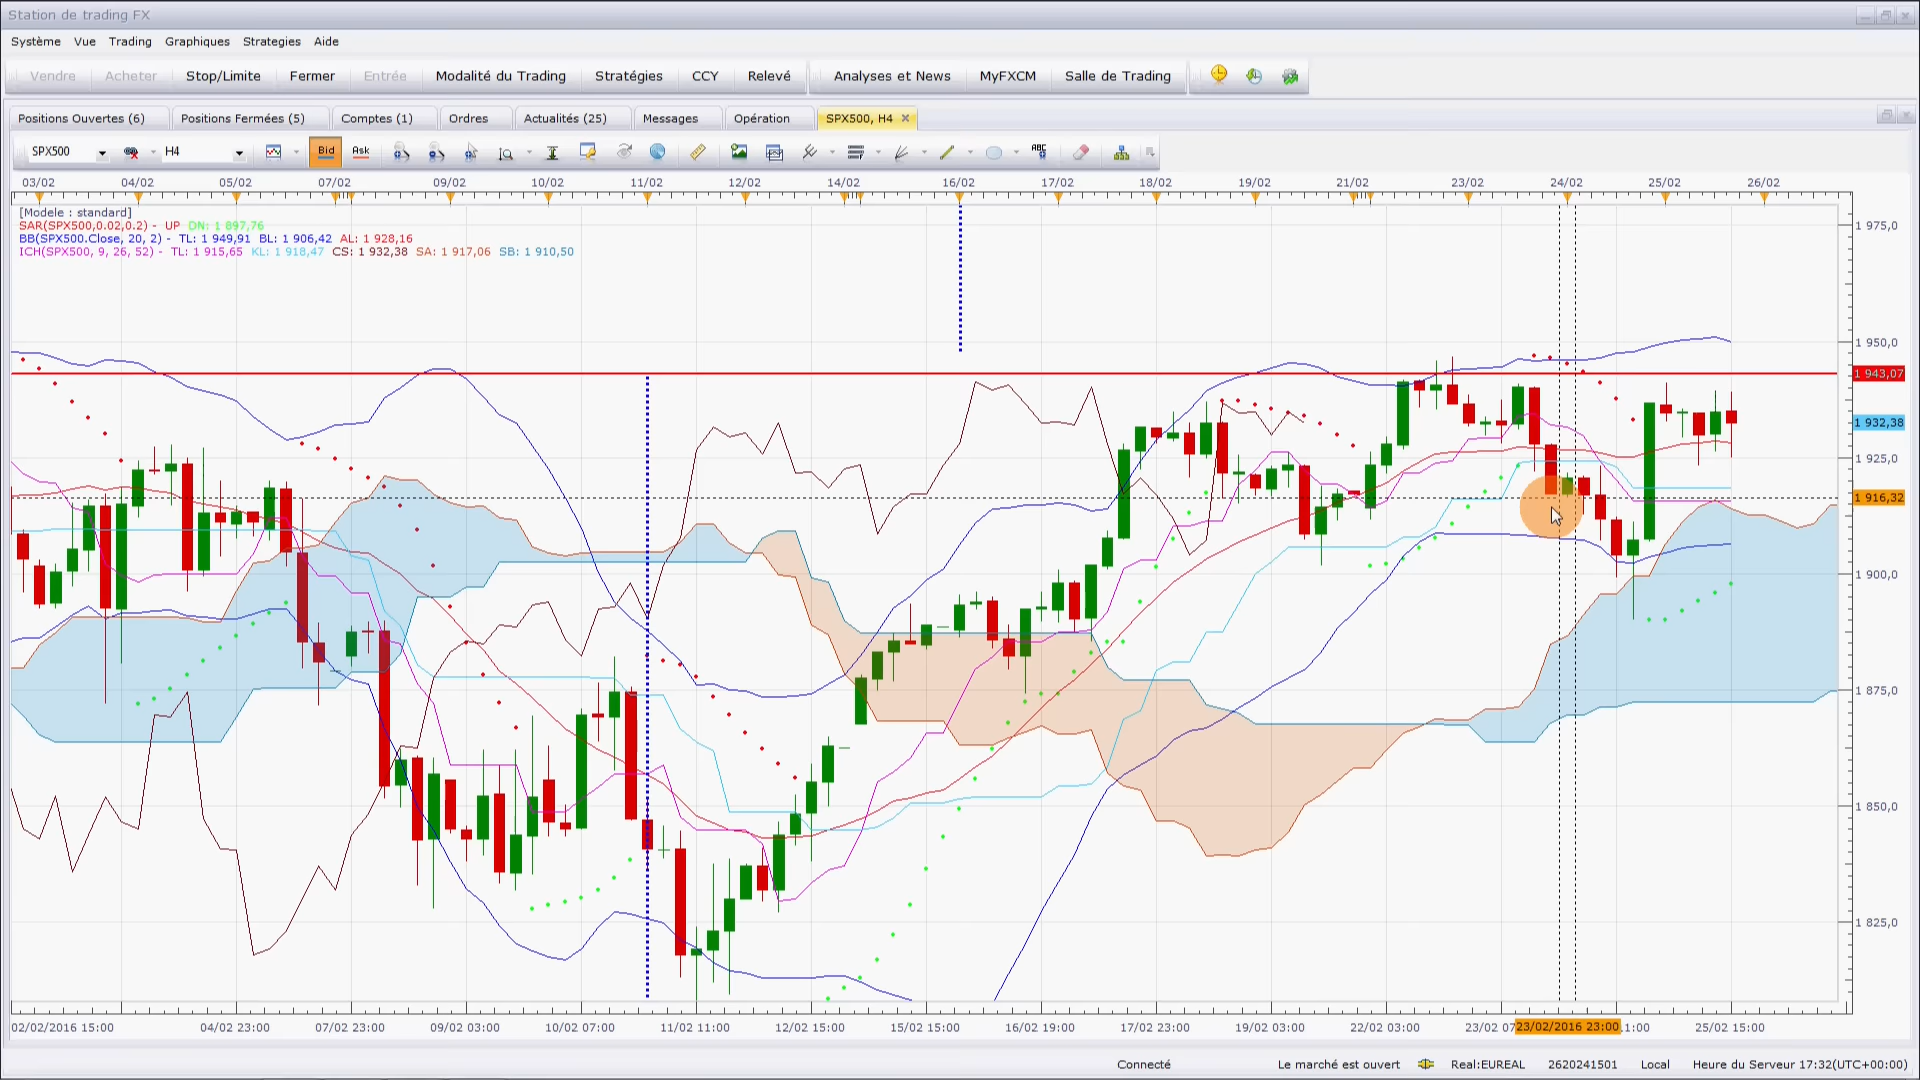 Station de trading FX
Système Vue Trading Graphiques Strategies Aide
Vendre Acheter Stop/Limite Fermer Entrée Modalité du Trading Stratégies CCY Relevé Analyses et News MyFXCM Salle de Trading
Positions Ouvertes (6) Positions Fermées (5) Comptes (1) Ordres Actualités (25) Messages Opération SPX500, H4
SPX500 H4 Bid Ask ABC
03/02 04/02 05/02 07/02 09/02 10/02 11/02 12/02 14/02 16/02 17/02 18/02 19/02 21/02 23/02 24/02 25/02 26/02
[Modele : standard]
SAR(SPX500,0.02,0.2) - UP DN: 1 897,76
BB(SPX500.Close, 20, 2) - TL: 1 949,91 BL: 1 906,42 AL: 1 928,16
ICH(SPX500, 9, 26, 52) - TL: 1 915,65 KL: 1 918,47 CS: 1 932,38 SA: 1 917,06 SB: 1 910,50
1 975,0
1 950,0
1 943,07
1 932,38
1 925,0
1 916,32
1 900,0
1 875,0
1 850,0
1 825,0
02/02/2016 15:00 04/02 23:00 07/02 23:00 09/02 03:00 10/02 07:00 11/02 11:00 12/02 15:00 15/02 15:00 16/02 19:00 17/02 23:00 19/02 03:00 22/02 03:00 23/02 07 23/02/2016 23:00 1:00 25/02 15:00
Connecté Le marché est ouvert Real:EUREAL 2620241501 Local Heure du Serveur 17:32(UTC+00:00)